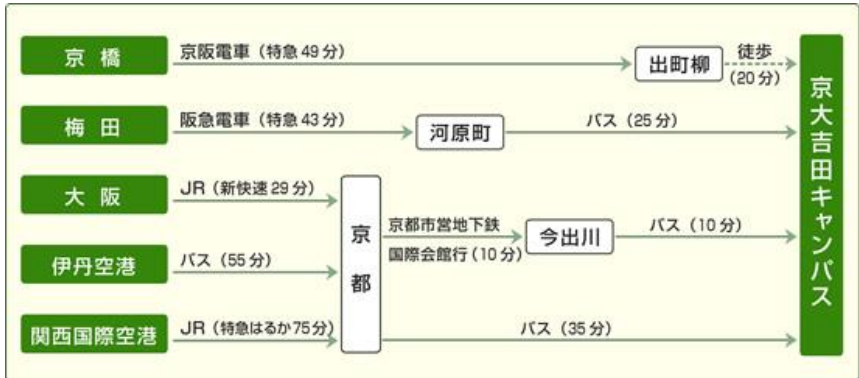 京橋
京阪電車（特急49分）
出町柳
徒歩
（20分）
梅田
阪急電車（特急43分）
河原町
バス（25分）
大阪
JR（新快速29分）
伊丹空港
バス（55分）
関西国際空港
JR（特急はるか75分）
京都
京都市営地下鉄
国際会館行（10分）
今出川
バス（10分）
バス（35分）
京大吉田キャンパス